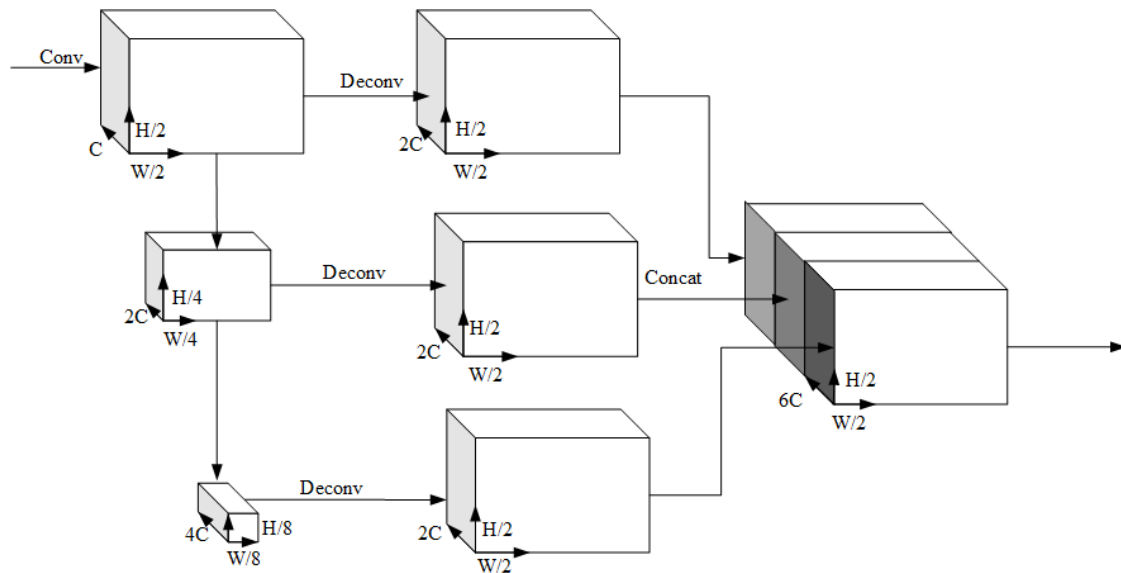 Conv
Deconv
H/2
C
W/2
H/2
2C
W/2
H/4
2C
W/4
Deconv
H/2
2C
W/2
Concat
H/2
6C
W/2
Deconv
4C
H/8
W/8
H/2
2C
W/2